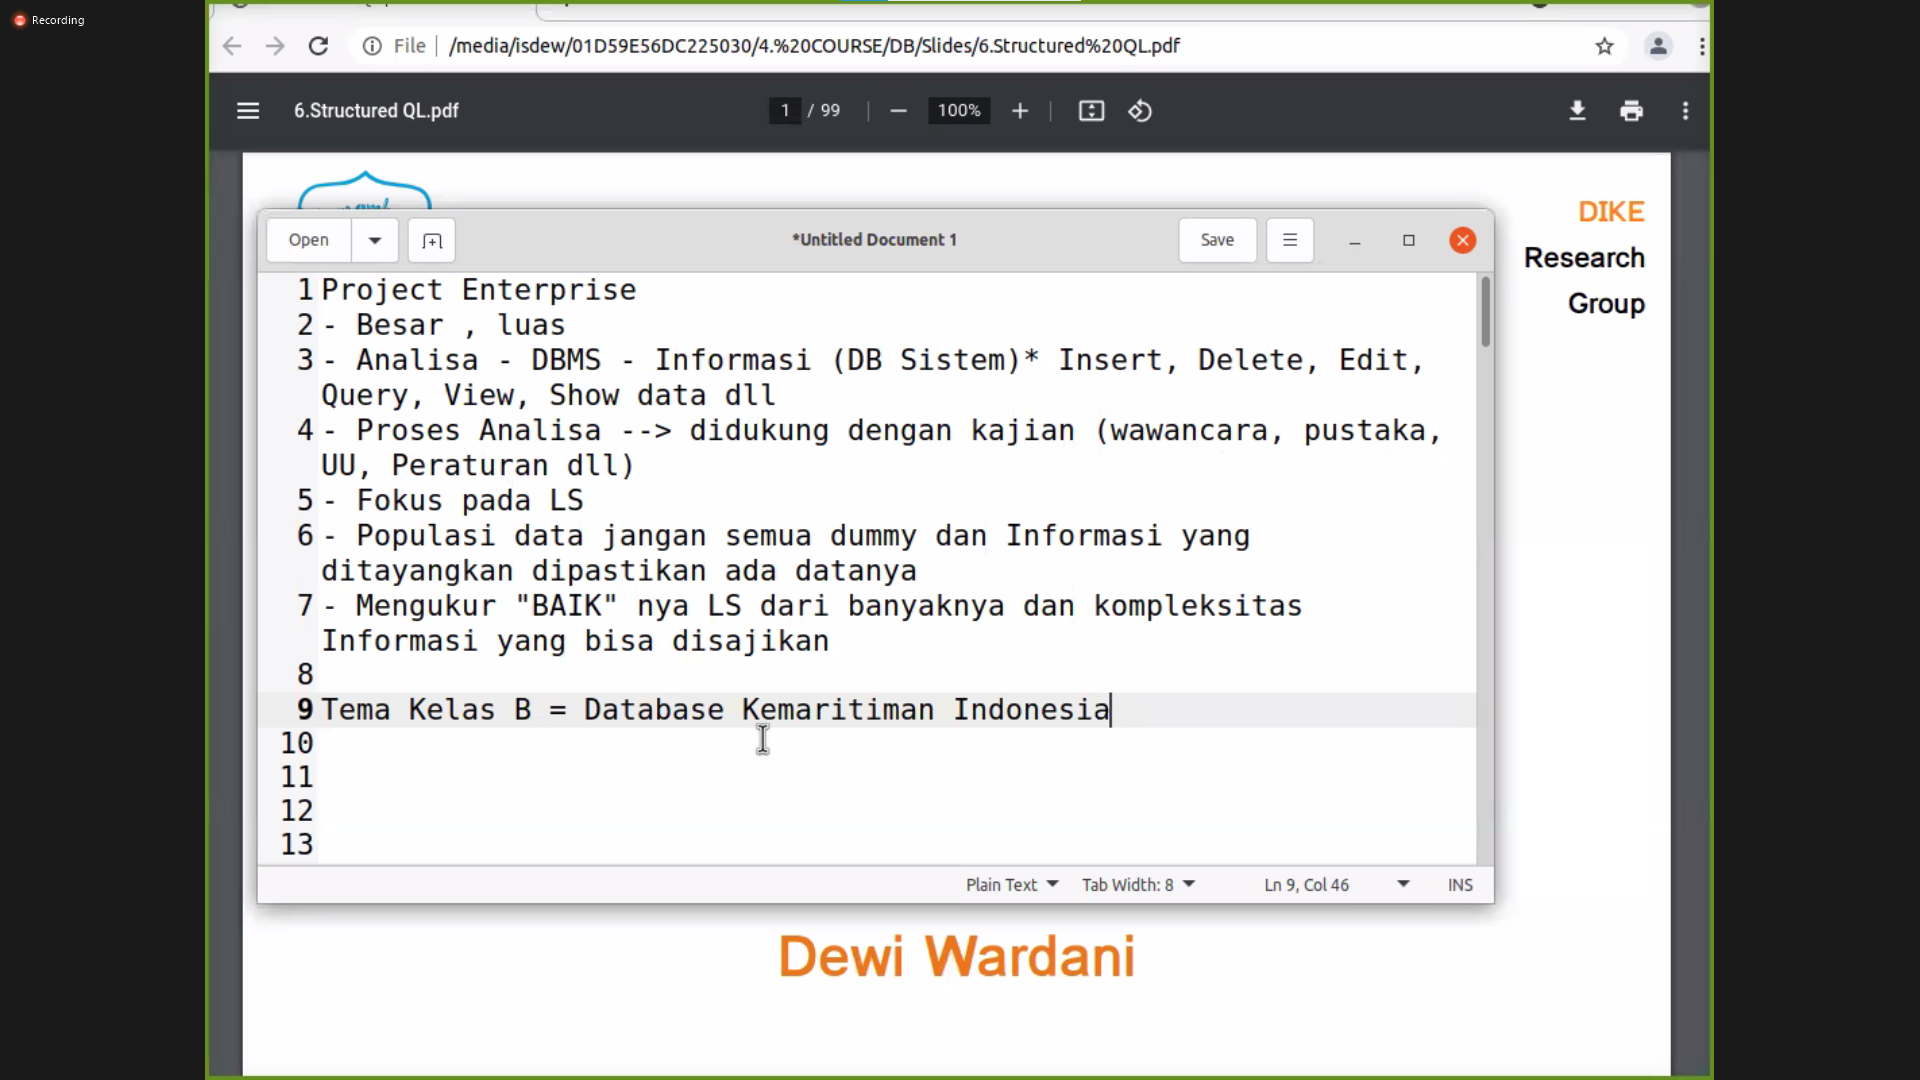 Recording
File
/media/isdew/01D59E56DC225030/4.%20COURSE/DB/Slides/6.Structured%20QL.pdf
6.Structured QL.pdf
1 / 99
100%
DIKE
Research
Group
Open
*Untitled Document 1
Save
1 Project Enterprise
2 - Besar , luas
3 - Analisa - DBMS - Informasi (DB Sistem)* Insert, Delete, Edit,
Query, View, Show data dll
4 - Proses Analisa --> didukung dengan kajian (wawancara, pustaka,
UU, Peraturan dll)
5 - Fokus pada LS
6 - Populasi data jangan semua dummy dan Informasi yang
ditayangkan dipastikan ada datanya
7 - Mengukur "BAIK" nya LS dari banyaknya dan kompleksitas
Informasi yang bisa disajikan
8
9 Tema Kelas B = Database Kemaritiman Indonesia
10
11
12
13
Plain Text
Tab Width: 8
Ln 9, Col 46
INS
Dewi Wardani